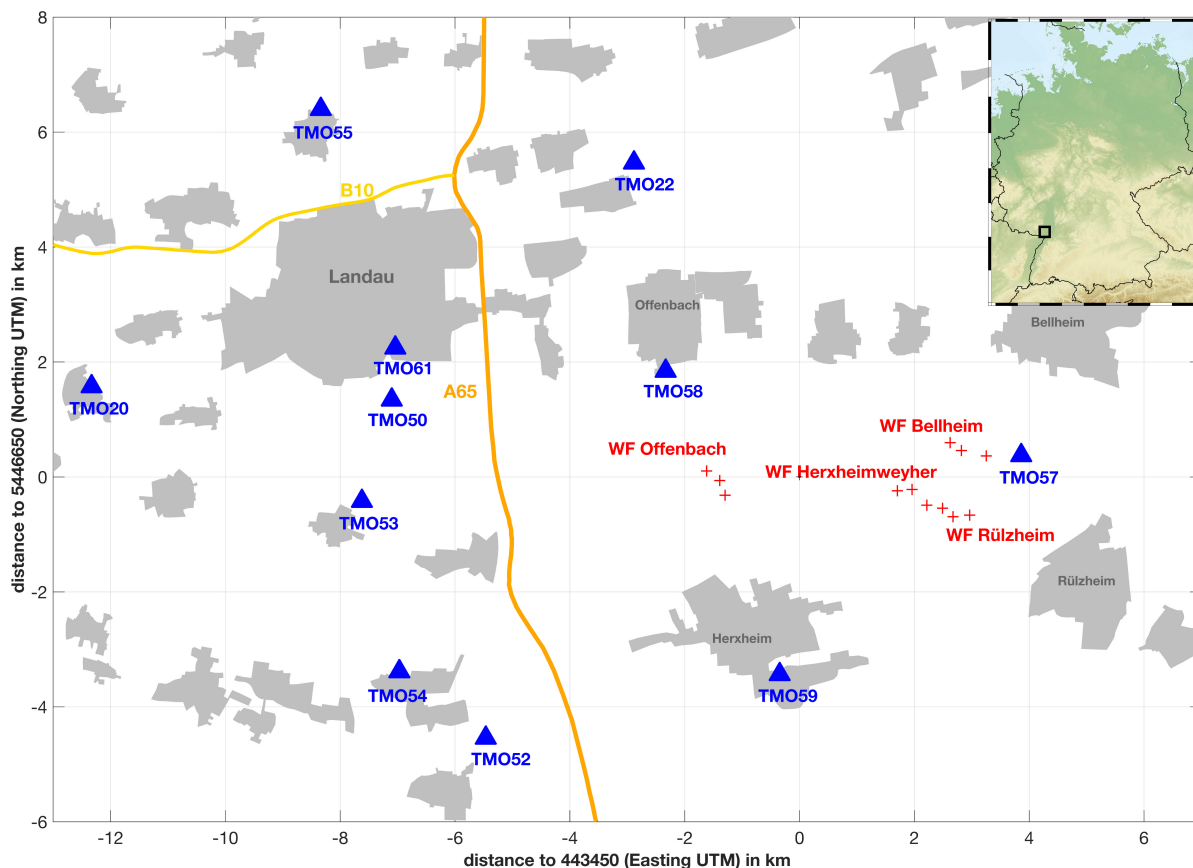 8
6
4
2
0
-2
-4
-6
distance to 5446650 (Northing UTM) in km
TMO55
TMO22
B10
Landau
Offenbach
Bellheim
TMO61
TMO20
TMO50
A65
TMO58
WF Bellheim
WF Offenbach
WF Herxheimweyher
TMO57
TMO53
WF Rülzheim
Rülzheim
Herxheim
TMO54
TMO59
TMO52
-12
-10
-8
-6
-4
-2
0
2
4
6
distance to 443450 (Easting UTM) in km